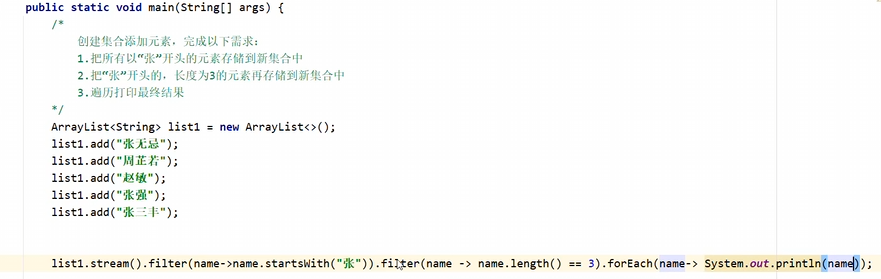 public static void main(String[] args) {
/*
创建集合添加元素，完成以下需求：
1.把所有以“张”开头的元素存储到新集合中
2.把“张”开头的，长度为3的元素再存储到新集合中
3.遍历打印最终结果
*/
ArrayList<String> list1 = new ArrayList<>();
list1.add("张无忌");
list1.add("周芷若");
list1.add("赵敏");
list1.add("张强");
list1.add("张三丰");
list1.stream().filter(name->name.startsWith("张")).filter(name -> name.length() == 3).forEach(name-> System.out.println(name));